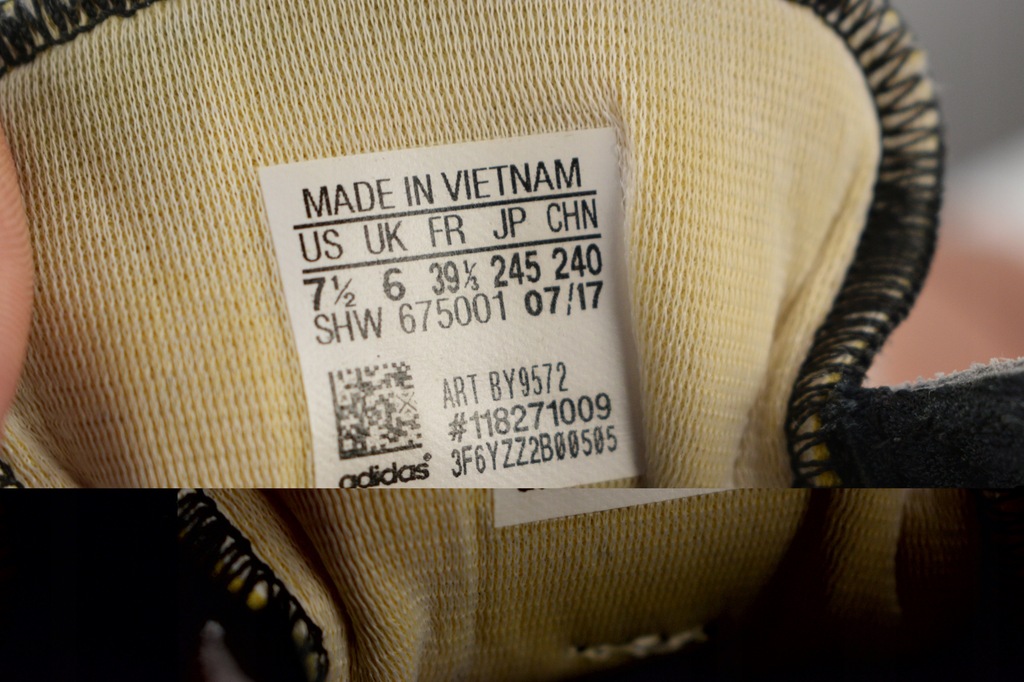 MADE IN VIETNAM
US UK FR JP CHN
7½ 6 39⅓ 245 240
SHW 675001 07/17
ART BY9572
#118271009
3F6YZZ2B00505
adidas®